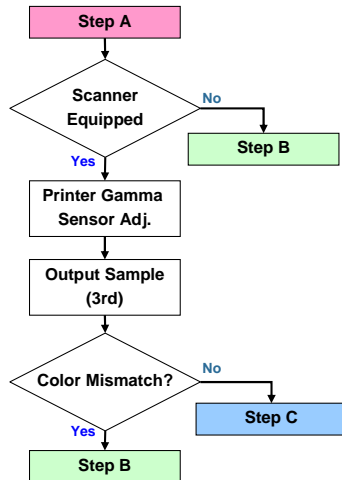 Step A
Scanner
Equipped
No
Step B
Yes
Printer Gamma
Sensor Adj.
Output Sample
(3rd)
Color Mismatch?
No
Step C
Yes
Step B